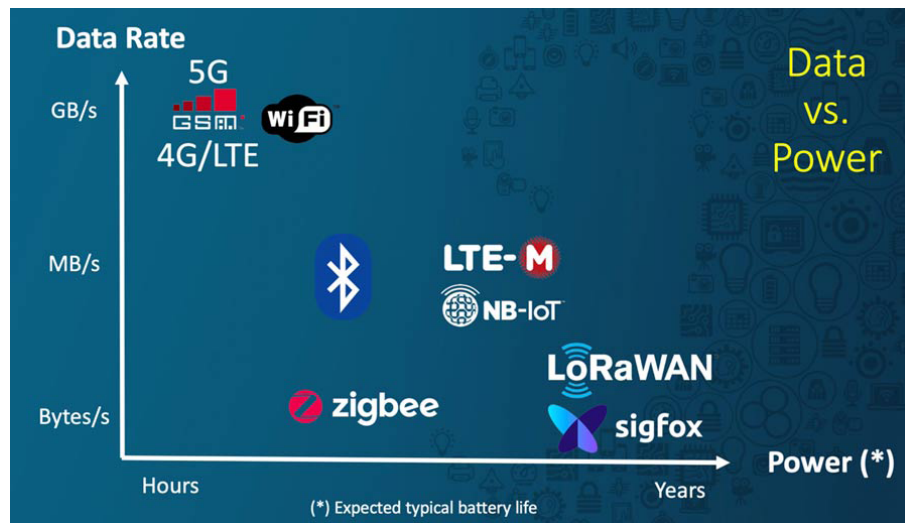 Data Rate
Data
vs.
Power
5G
GSM
4G/LTE
Wi Fi
GB/s
MB/s
LTE-M
NB-IoT
LoRaWAN
zigbee
sigfox
Bytes/s
Power (*)
Hours
Years
(*) Expected typical battery life